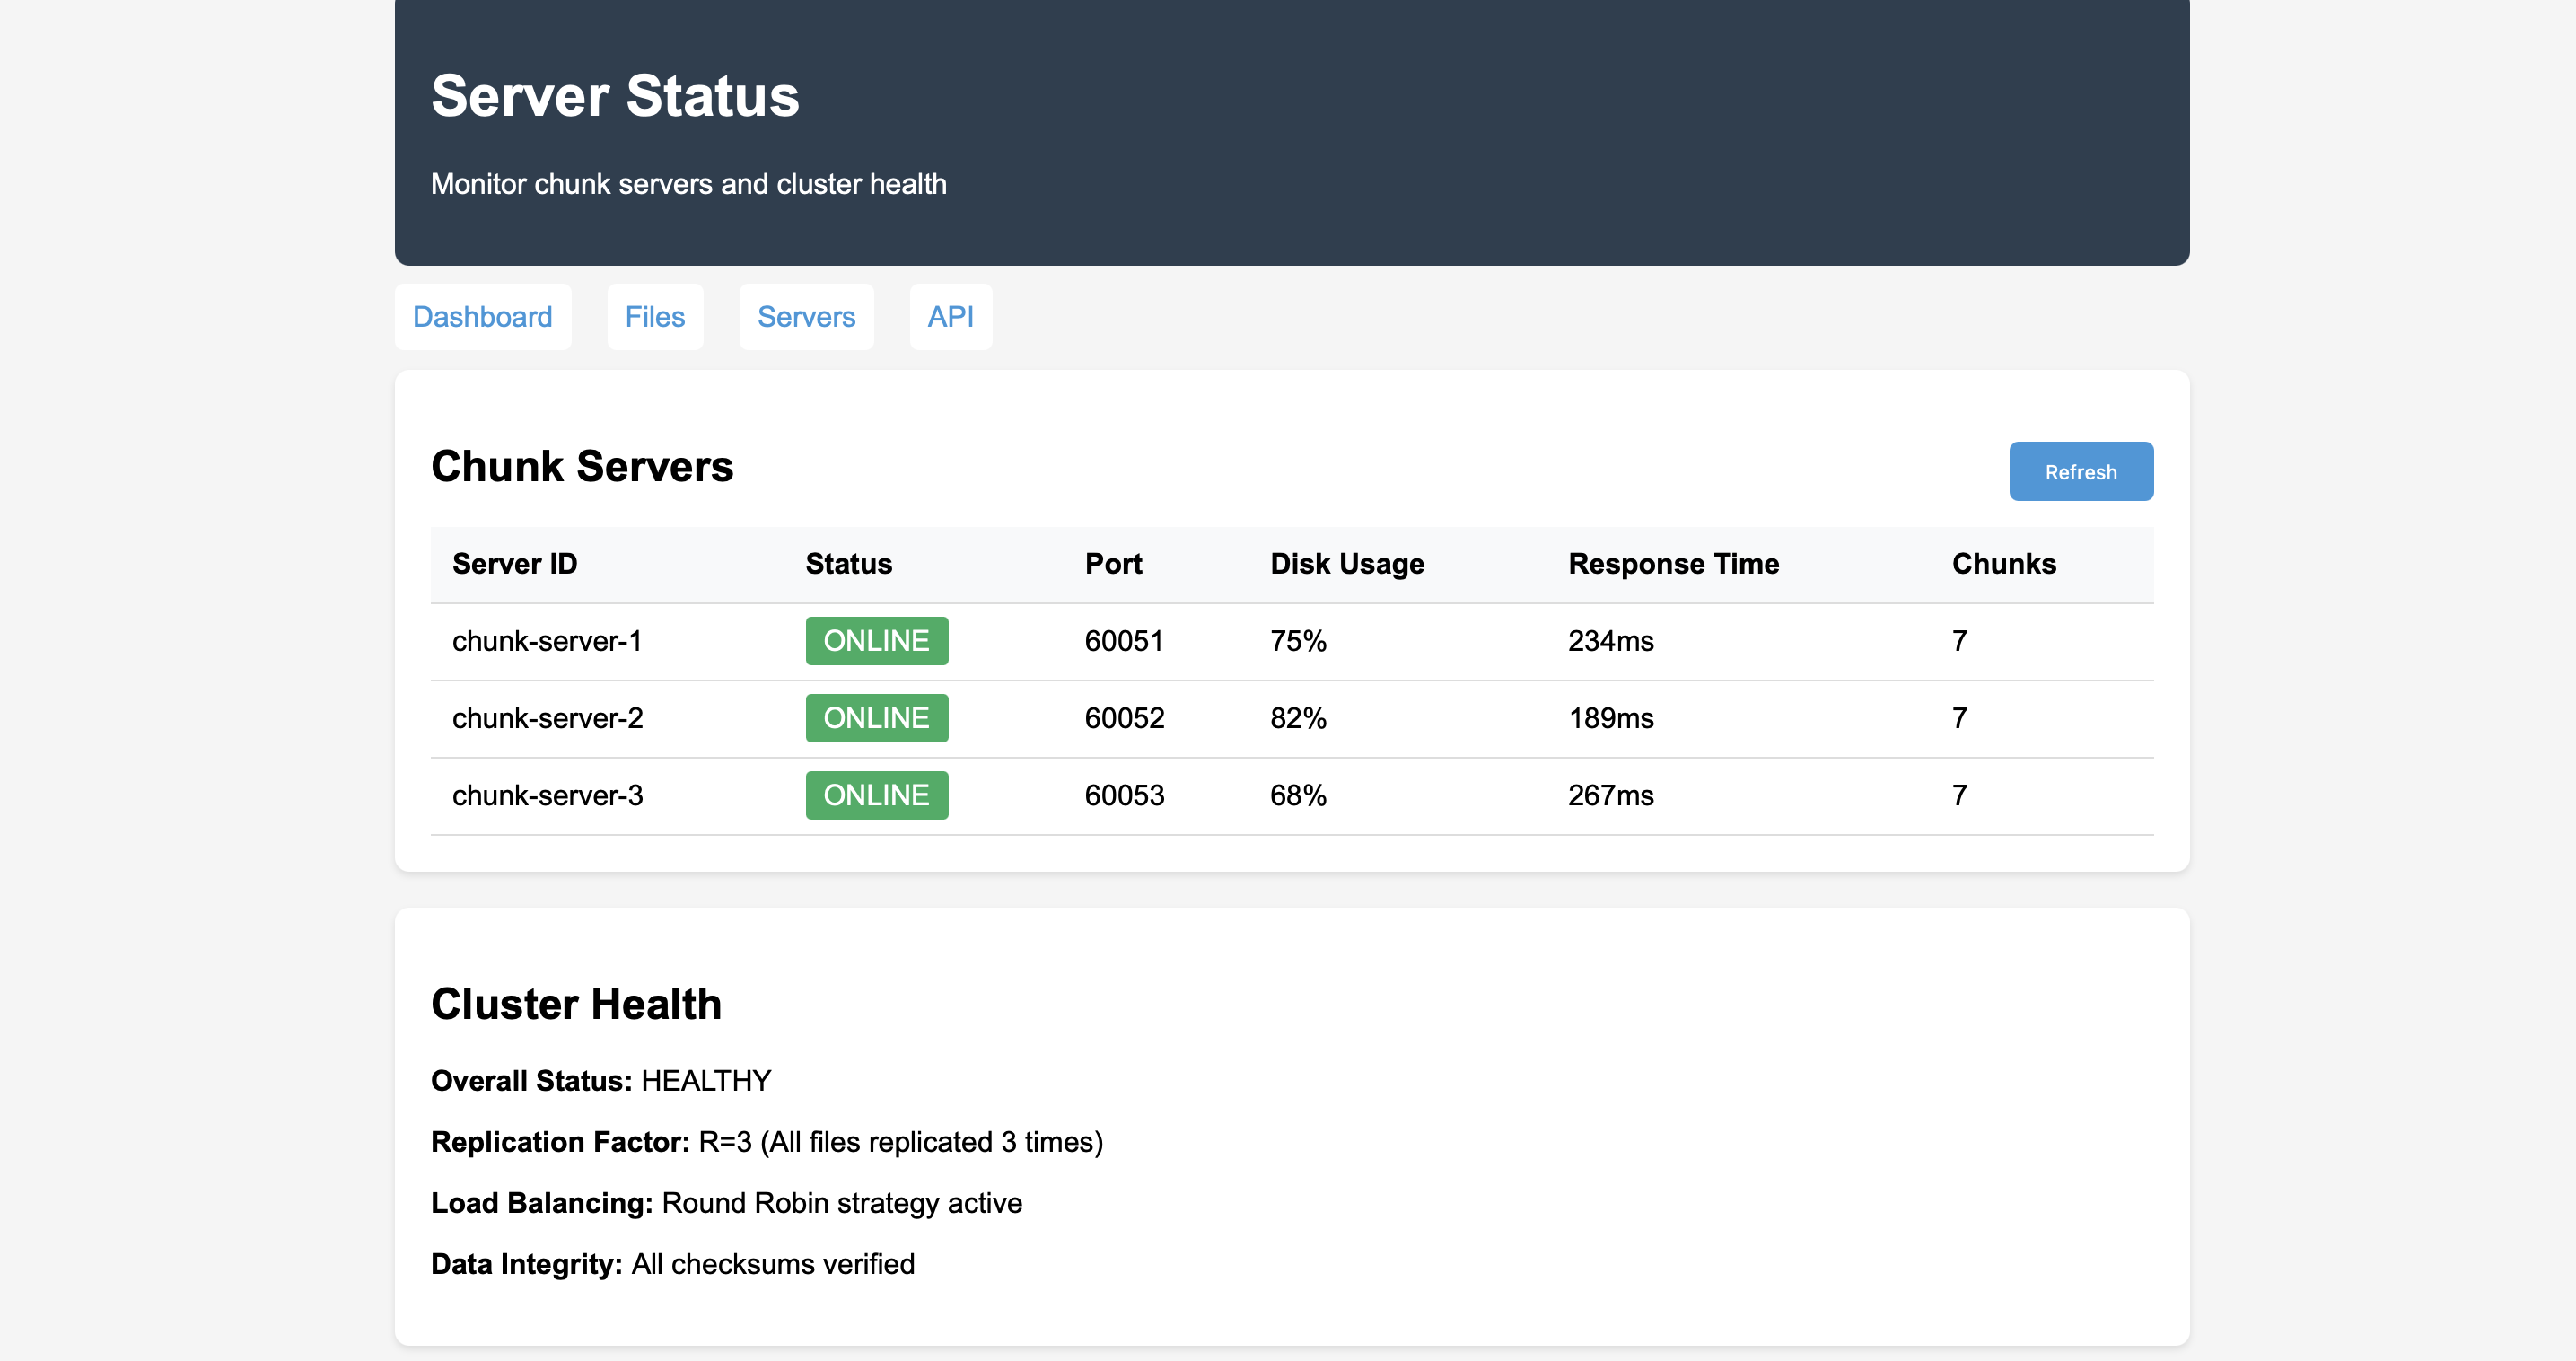 Server Status
Monitor chunk servers and cluster health
Dashboard Files Servers API
Chunk Servers Refresh
Server ID Status Port Disk Usage Response Time Chunks
chunk-server-1 ONLINE 60051 75% 234ms 7
chunk-server-2 ONLINE 60052 82% 189ms 7
chunk-server-3 ONLINE 60053 68% 267ms 7
Cluster Health
Overall Status: HEALTHY
Replication Factor: R=3 (All files replicated 3 times)
Load Balancing: Round Robin strategy active
Data Integrity: All checksums verified